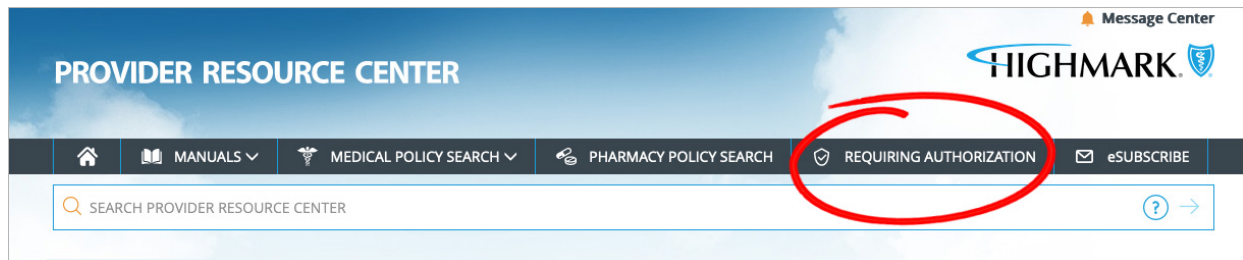 Message Center
PROVIDER RESOURCE CENTER
HIGHMARK.
MANUALS MEDICAL POLICY SEARCH PHARMACY POLICY SEARCH REQUIRING AUTHORIZATION eSUBSCRIBE
SEARCH PROVIDER RESOURCE CENTER ?